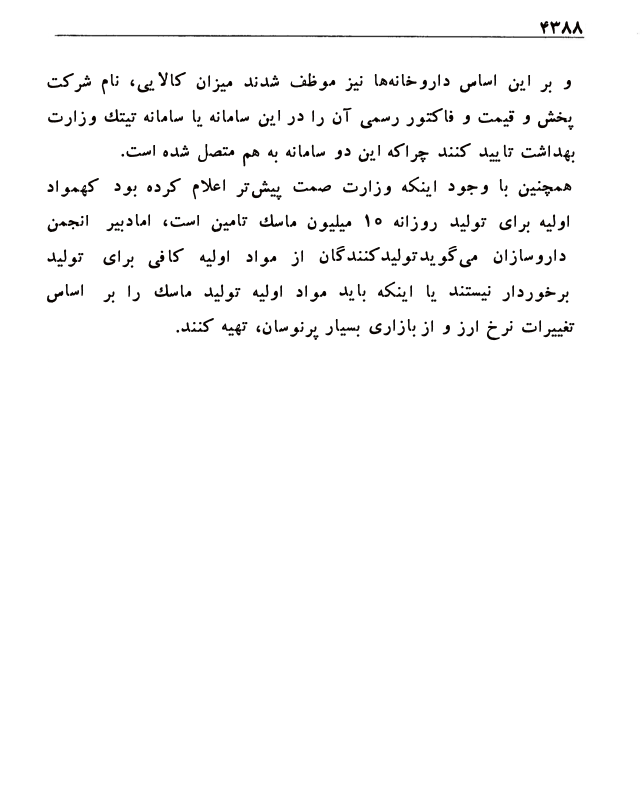 ۴۳۸۸
و بر این اساس داروخانه‌ها نیز موظف شدند میزان کالایی، نام شرکت
پخش و قیمت و فاکتور رسمی آن را در این سامانه یا سامانه تیتك وزارت
بهداشت تایید کنند چراکه این دو سامانه به هم متصل شده است.
همچنین با وجود اینکه وزارت صمت پیش‌تر اعلام کرده بود کهمواد
اولیه برای تولید روزانه ۱۵ میلیون ماسك تامین است، امادبیر انجمن
داروسازان می‌گویدتولیدکنندگان از مواد اولیه کافی برای تولید
برخوردار نیستند یا اینکه باید مواد اولیه تولید ماسك را بر اساس
تغییرات نرخ ارز و از بازاری بسیار پرنوسان، تهیه کنند.